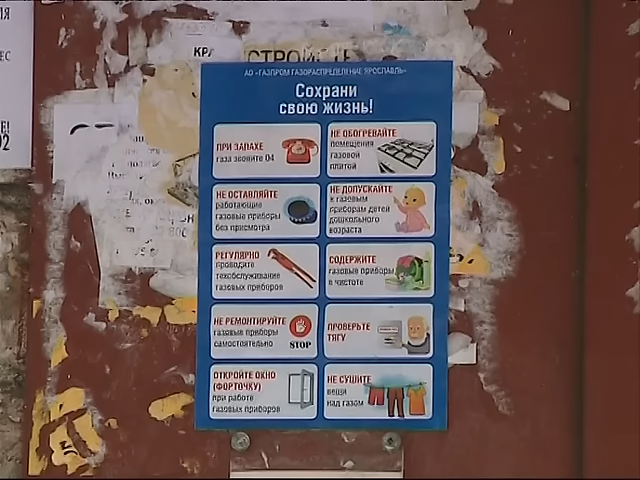 КРА
СТРОЙ
АО «ГАЗПРОМ ГАЗОРАСПРЕДЕЛЕНИЕ ЯРОСЛАВЛЬ»
Сохрани
свою жизнь!
ПРИ ЗАПАХЕ
газа звоните 04
НЕ ОБОГРЕВАЙТЕ
помещения
газовой
плитой
НЕ ОСТАВЛЯЙТЕ
работающие
газовые приборы
без присмотра
НЕ ДОПУСКАЙТЕ
к газовым
приборам детей
дошкольного
возраста
РЕГУЛЯРНО
проводите
техобслуживание
газовых приборов
СОДЕРЖИТЕ
газовые приборы
в чистоте
НЕ РЕМОНТИРУЙТЕ
газовые приборы
самостоятельно
STOP
ПРОВЕРЬТЕ
ТЯГУ
ОТКРОЙТЕ ОКНО
(ФОРТОЧКУ)
при работе
газовых приборов
НЕ СУШИТЕ
вещи
над газом